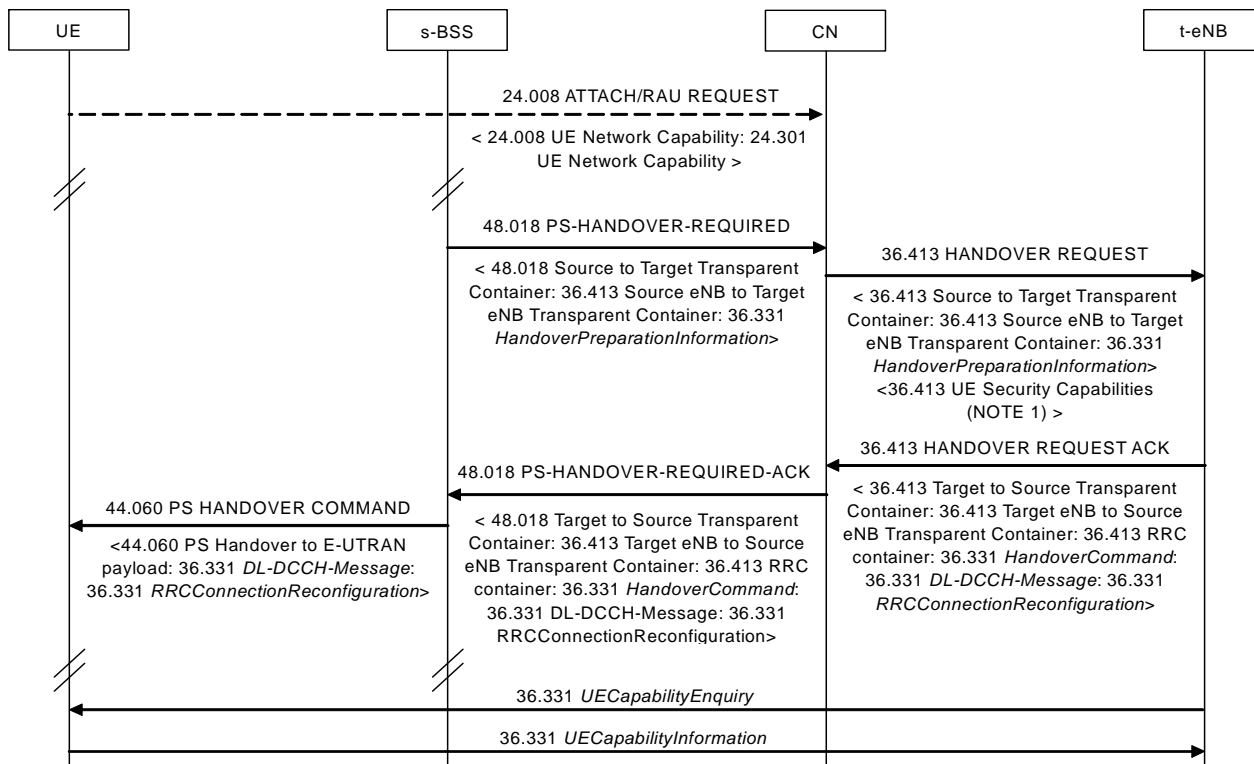 UE
s-BSS
CN
t-eNB
24.008 ATTACH/RAU REQUEST
< 24.008 UE Network Capability: 24.301
UE Network Capability >
48.018 PS-HANDOVER-REQUIRED
< 48.018 Source to Target Transparent
Container: 36.413 Source eNB to Target
eNB Transparent Container: 36.331
HandoverPreparationInformation>
36.413 HANDOVER REQUEST
< 36.413 Source to Target Transparent
Container: 36.413 Source eNB to Target
eNB Transparent Container: 36.331
HandoverPreparationInformation>
<36.413 UE Security Capabilities
(NOTE 1) >
36.413 HANDOVER REQUEST ACK
< 36.413 Target to Source Transparent
Container: 36.413 Target eNB to Source
eNB Transparent Container: 36.413 RRC
container: 36.331 HandoverCommand:
36.331 DL-DCCH-Message: 36.331
RRCConnectionReconfiguration>
48.018 PS-HANDOVER-REQUIRED-ACK
< 48.018 Target to Source Transparent
Container: 36.413 Target eNB to Source
eNB Transparent Container: 36.413 RRC
container: 36.331 HandoverCommand:
36.331 DL-DCCH-Message: 36.331
RRCConnectionReconfiguration>
44.060 PS HANDOVER COMMAND
<44.060 PS Handover to E-UTRAN
payload: 36.331 DL-DCCH-Message:
36.331 RRCConnectionReconfiguration>
36.331 UECapabilityEnquiry
36.331 UECapabilityInformation